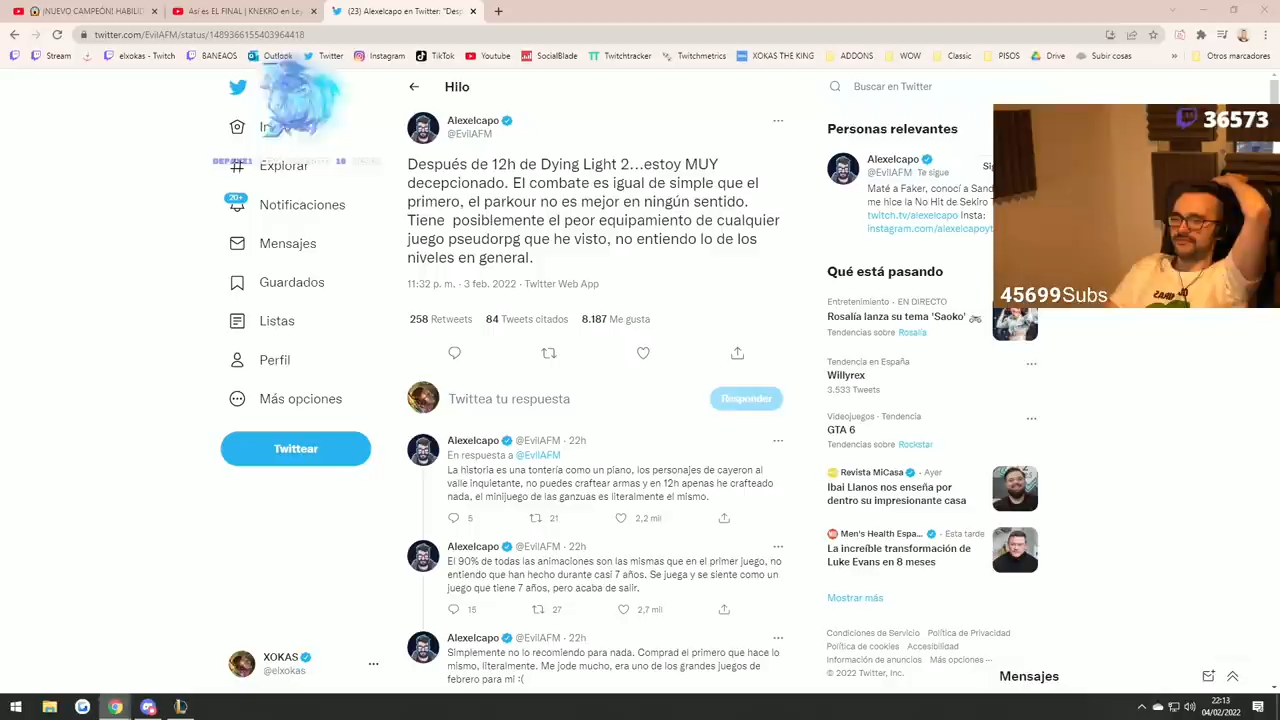 ¡NUEVO CAMPEÓN! HABILIC
Así es EL FINAL | KNEKRO en Le
(23) Alexelcapo en Twitter: "Des
twitter.com/EvilAFM/status/1489366155403964418
Stream
elxokas - Twitch
BANEAOS
Outlook
Twitter
Instagram
TikTok
Youtube
SocialBlade
Twitchtracker
Twitchmetrics
XOKAS THE KING
ADDONS
WOW
Classic
PISOS
Drive
Subir cosas
Otros marcadores
Explorar
20+
Notificaciones
Mensajes
Guardados
Listas
Perfil
Más opciones
Twittear
XOKAS
@elxokas
Hilo
Alexelcapo
@EvilAFM
Después de 12h de Dying Light 2...estoy MUY
decepcionado. El combate es igual de simple que el
primero, el parkour no es mejor en ningún sentido.
Tiene posiblemente el peor equipamiento de cualquier
juego pseudorpg que he visto, no entiendo lo de los
niveles en general.
11:32 p. m. · 3 feb. 2022 · Twitter Web App
258 Retweets 84 Tweets citados 8.187 Me gusta
Twittea tu respuesta
Responder
Alexelcapo @EvilAFM · 22h
En respuesta a @EvilAFM
La historia es una tontería como un piano, los personajes de cayeron al
valle inquietante, no puedes craftear armas y en 12h apenas he crafteado
nada, el minijuego de las ganzuas es literalmente el mismo.
5 21 2,2 mil
Alexelcapo @EvilAFM · 22h
El 90% de todas las animaciones son las mismas que en el primer juego, no
entiendo que han hecho durante casi 7 años. Se juega y se siente como un
juego que tiene 7 años, pero acaba de salir.
15 27 2,7 mil
Alexelcapo @EvilAFM · 22h
Simplemente no lo recomiendo para nada. Comprad el primero que hace lo
mismo, literalmente. Me jode mucho, era uno de los grandes juegos de
febrero para mi :(
Buscar en Twitter
Personas relevantes
Alexelcapo
@EvilAFM Te sigue
Maté a Faker, conocí a Sand
me hice la No Hit de Sekiro T
twitch.tv/alexelcapo Insta:
instagram.com/alexelcapoyt
36573
45699Subs
Qué está pasando
Entretenimiento · EN DIRECTO
Rosalía lanza su tema 'Saoko'
Tendencias sobre Rosalía
Tendencia en España
Willyrex
3.533 Tweets
Videojuegos · Tendencia
GTA 6
Tendencias sobre Rockstar
Revista MiCasa · Ayer
Ibai Llanos nos enseña por
dentro su impresionante casa
Men's Health Espa... · Esta tarde
La increíble transformación de
Luke Evans en 8 meses
Mostrar más
Condiciones de Servicio Política de Privacidad
Política de cookies Accesibilidad
Información de anuncios Más opciones ···
© 2022 Twitter, Inc.
Mensajes
22:13
04/02/2022